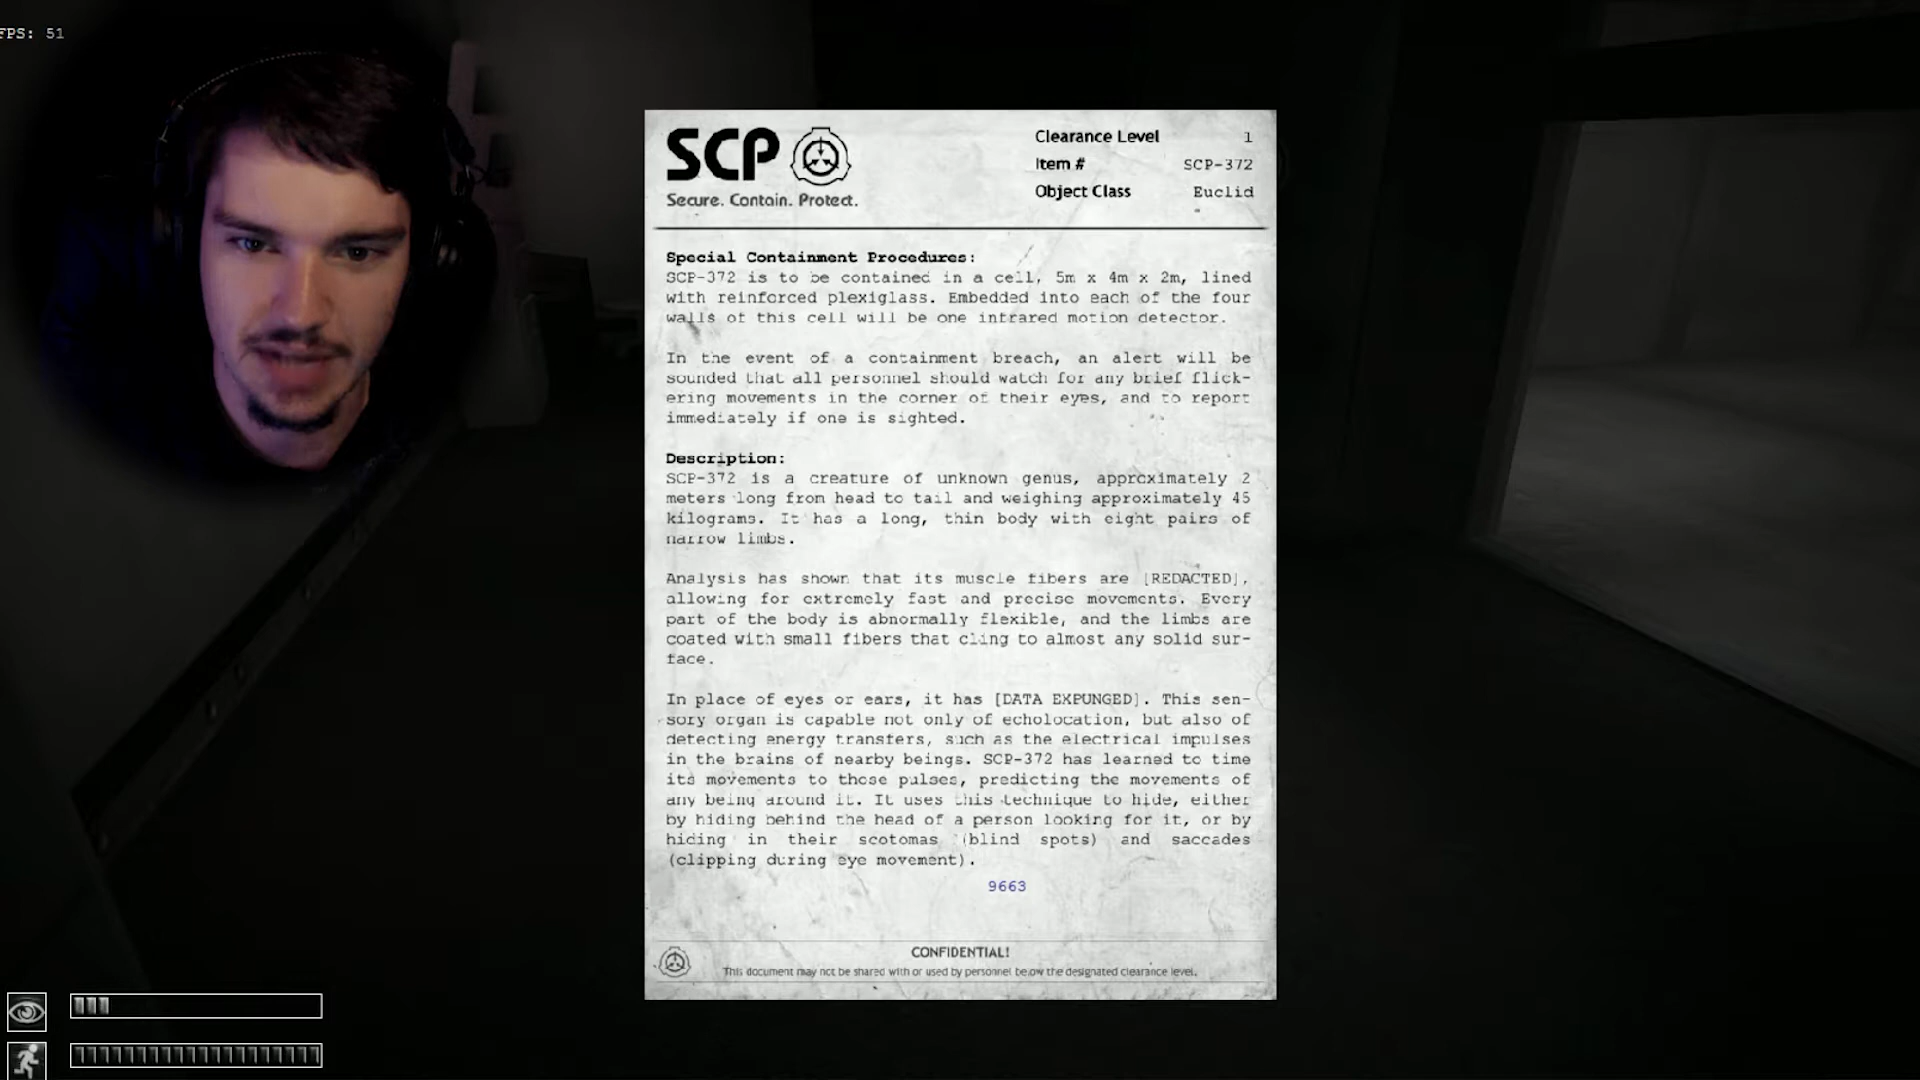 FPS: 51
SCP
Secure. Contain. Protect.
Clearance Level 1
Item # SCP-372
Object Class Euclid
Special Containment Procedures:
SCP-372 is to be contained in a cell, 5m x 4m x 2m, lined
with reinforced plexiglass. Embedded into each of the four
walls of this cell will be one infrared motion detector.
In the event of a containment breach, an alert will be
sounded that all personnel should watch for any brief flick-
ering movements in the corner of their eyes, and to report
immediately if one is sighted.
Description:
SCP-372 is a creature of unknown genus, approximately 2
meters long from head to tail and weighing approximately 45
kilograms. It has a long, thin body with eight pairs of
narrow limbs.
Analysis has shown that its muscle fibers are [REDACTED],
allowing for extremely fast and precise movements. Every
part of the body is abnormally flexible, and the limbs are
coated with small fibers that cling to almost any solid sur-
face.
In place of eyes or ears, it has [DATA EXPUNGED]. This sen-
sory organ is capable not only of echolocation, but also of
detecting energy transfers, such as the electrical impulses
in the brains of nearby beings. SCP-372 has learned to time
its movements to those pulses, predicting the movements of
any being around it. It uses this technique to hide, either
by hiding behind the head of a person looking for it, or by
hiding in their scotomas (blind spots) and saccades
(clipping during eye movement).
9663
CONFIDENTIAL!
This document may not be shared with or used by personnel below the designated clearance level.